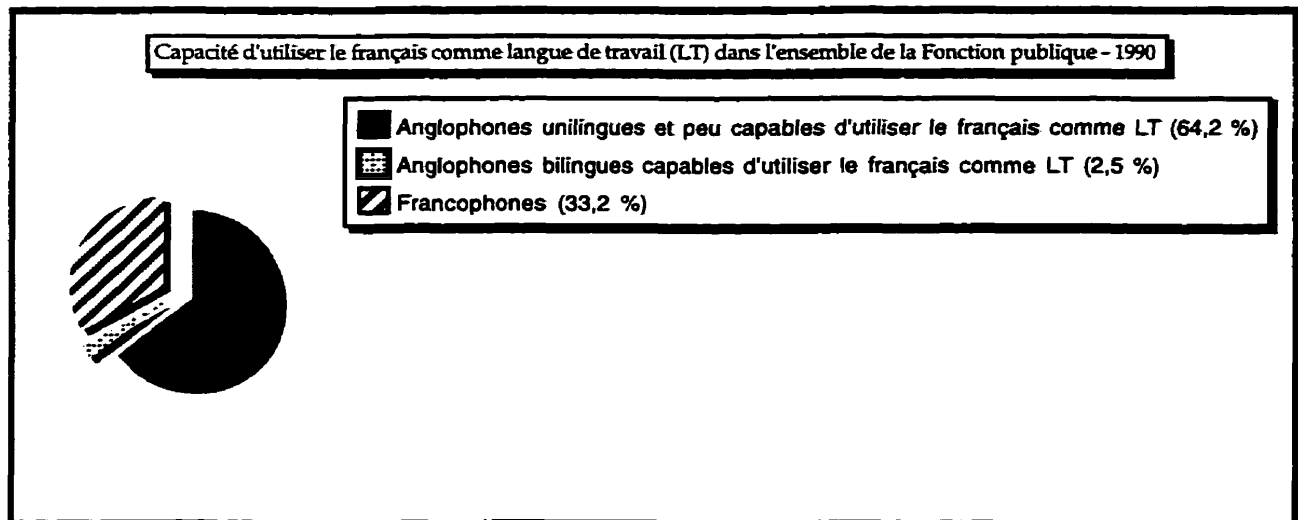 Capacité d'utiliser le français comme langue de travail (LT) dans l'ensemble de la Fonction publique - 1990
Anglophones unilingues et peu capables d'utiliser le français comme LT (64,2 %)
Anglophones bilingues capables d'utiliser le français comme LT (2,5 %)
Francophones (33,2 %)